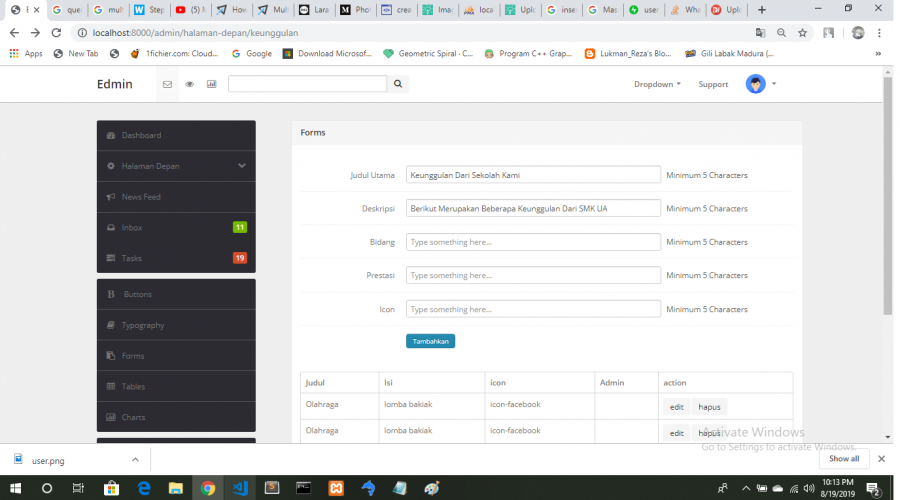 que
mult
Step
(5) M
How
Mult
Lara
Phot
crea
Ima
loca
Uplo
inse
Mas
user
Wha
Uplo
localhost:8000/admin/halaman-depan/keunggulan
Apps New Tab 1fichier.com: Cloud... Google Download Microsof... Geometric Spiral - C... Program C++ Grap... Lukman_Reza's Blo... Gili Labak Madura (... »
Edmin Dropdown Support
Dashboard
Halaman Depan
News Feed
Inbox 11
Tasks 19
B Buttons
Typography
Forms
Tables
Charts
Forms
Judul Utama Keunggulan Dari Sekolah Kami Minimum 5 Characters
Deskripsi Berikut Merupakan Beberapa Keunggulan Dari SMK UA Minimum 5 Characters
Bidang Type something here... Minimum 5 Characters
Prestasi Type something here... Minimum 5 Characters
Icon Type something here... Minimum 5 Characters
Tambahkan
Judul Isi icon Admin action
Olahraga lomba bakiak icon-facebook edit hapus
Olahraga lomba bakiak icon-facebook edit hapus
Activate Windows
Go to Settings to activate Windows.
user.png Show all
10:13 PM
8/19/2019
2